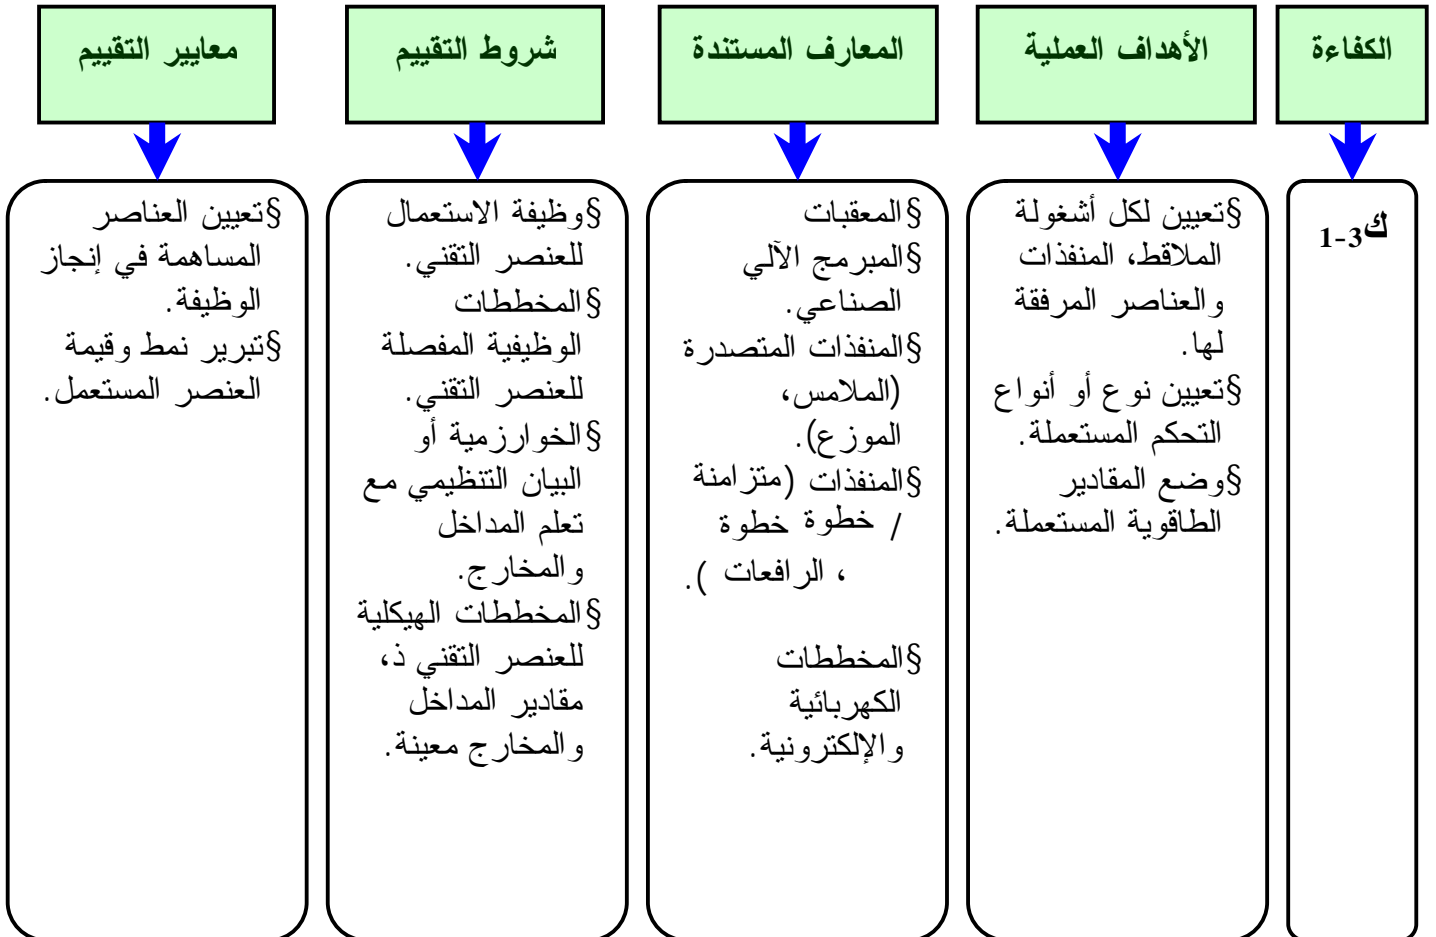 الكفاءة
الأهداف العملية
المعارف المستندة
شروط التقييم
معايير التقييم
ك3-1
§تعيين لكل أشغولة
الملاقط، المنفذات
والعناصر المرفقة
لها.
§تعيين نوع أو أنواع
التحكم المستعملة.
§وضع المقادير
الطاقوية المستعملة.
§المعقبات
§المبرمج الآلي
الصناعي.
§المنفذات المتصدرة
(الملامس،
الموزع).
§المنفذات (متزامنة
/ خطوة خطوة
، الرافعات ).
§المخططات
الكهربائية
والإلكترونية.
§وظيفة الاستعمال
للعنصر التقني.
§المخططات
الوظيفية المفصلة
للعنصر التقني.
§الخوارزمية أو
البيان التنظيمي مع
تعلم المداخل
والمخارج.
§المخططات الهيكلية
للعنصر التقني ذ،
مقادير المداخل
والمخارج معينة.
§تعيين العناصر
المساهمة في إنجاز
الوظيفة.
§تبرير نمط وقيمة
العنصر المستعمل.